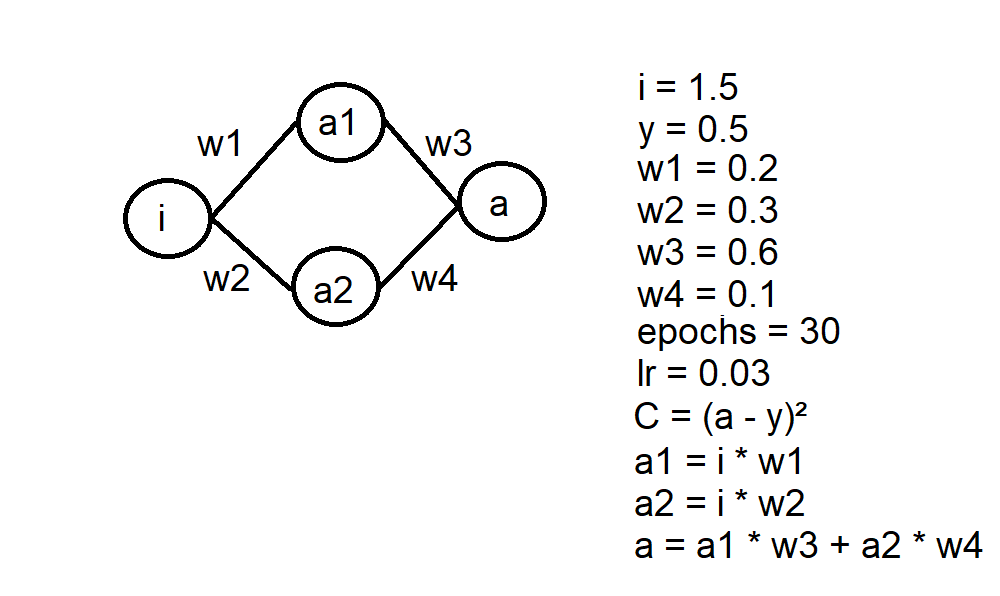 a1
w1
w3
i
a
w2
a2
w4
i = 1.5
y = 0.5
w1 = 0.2
w2 = 0.3
w3 = 0.6
w4 = 0.1
epochs = 30
lr = 0.03
C = (a - y)²
a1 = i * w1
a2 = i * w2
a = a1 * w3 + a2 * w4